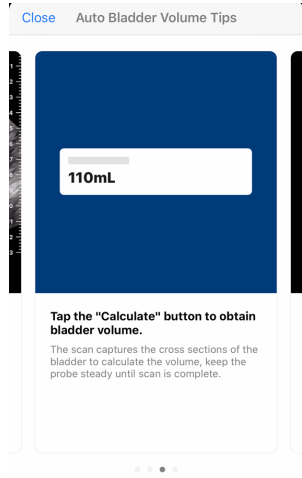 Close Auto Bladder Volume Tips
110mL
Tap the "Calculate" button to obtain
bladder volume.
The scan captures the cross sections of the
bladder to calculate the volume, keep the
probe steady until scan is complete.